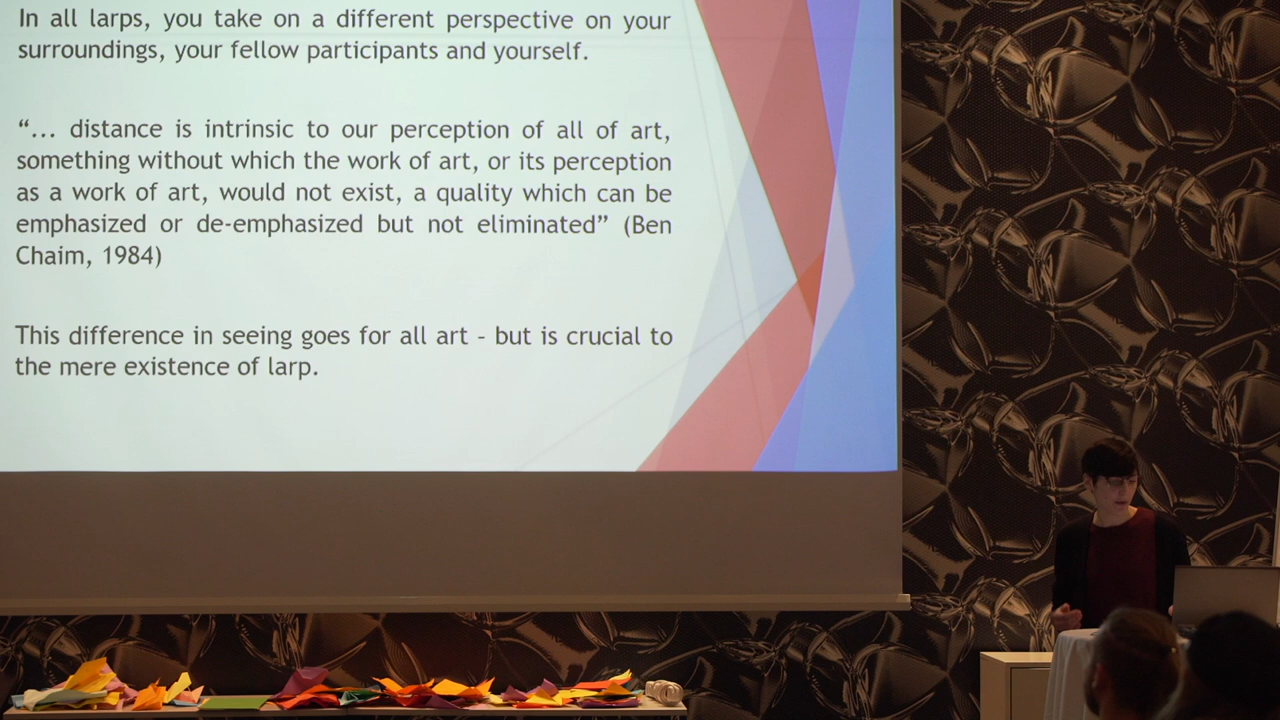 In all larps, you take on a different perspective on your
surroundings, your fellow participants and yourself.
“... distance is intrinsic to our perception of all of art,
something without which the work of art, or its perception
as a work of art, would not exist, a quality which can be
emphasized or de-emphasized but not eliminated” (Ben
Chaim, 1984)
This difference in seeing goes for all art – but is crucial to
the mere existence of larp.